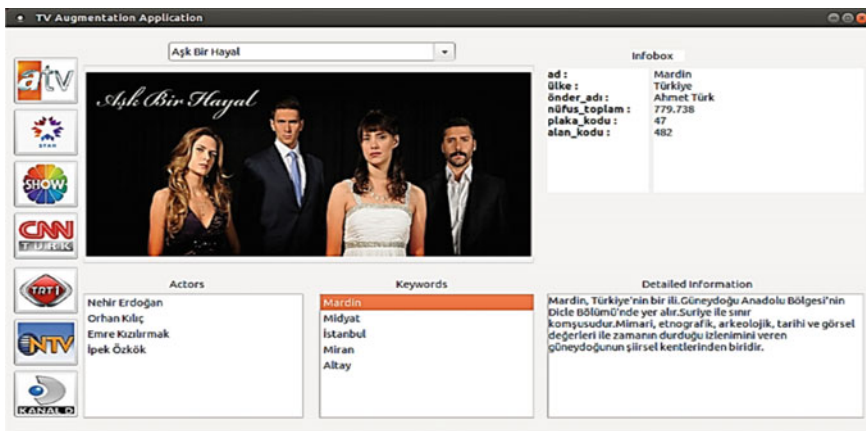 TV Augmentation Application
Aşk Bir Hayal
Infobox
atv
STAR
SHOW
CNN
TURK
TRT1
NTV
KANAL D
Aşk Bir Hayal
ad : Mardin
ülke : Türkiye
önder_adı : Ahmet Türk
nüfus_toplam : 779.738
plaka_kodu : 47
alan_kodu : 482
Actors
Nehir Erdoğan
Orhan Kılıç
Emre Kızılırmak
İpek Özkök
Keywords
Mardin
Midyat
İstanbul
Miran
Altay
Detailed Information
Mardin, Türkiye'nin bir ili.Güneydoğu Anadolu Bölgesi'nin
Dicle Bölümü'nde yer alır.Suriye ile sınır
komşusudur.Mimari, etnografik, arkeolojik, tarihi ve görsel
değerleri ile zamanın durduğu izlenimini veren
güneydoğunun şiirsel kentlerinden biridir.